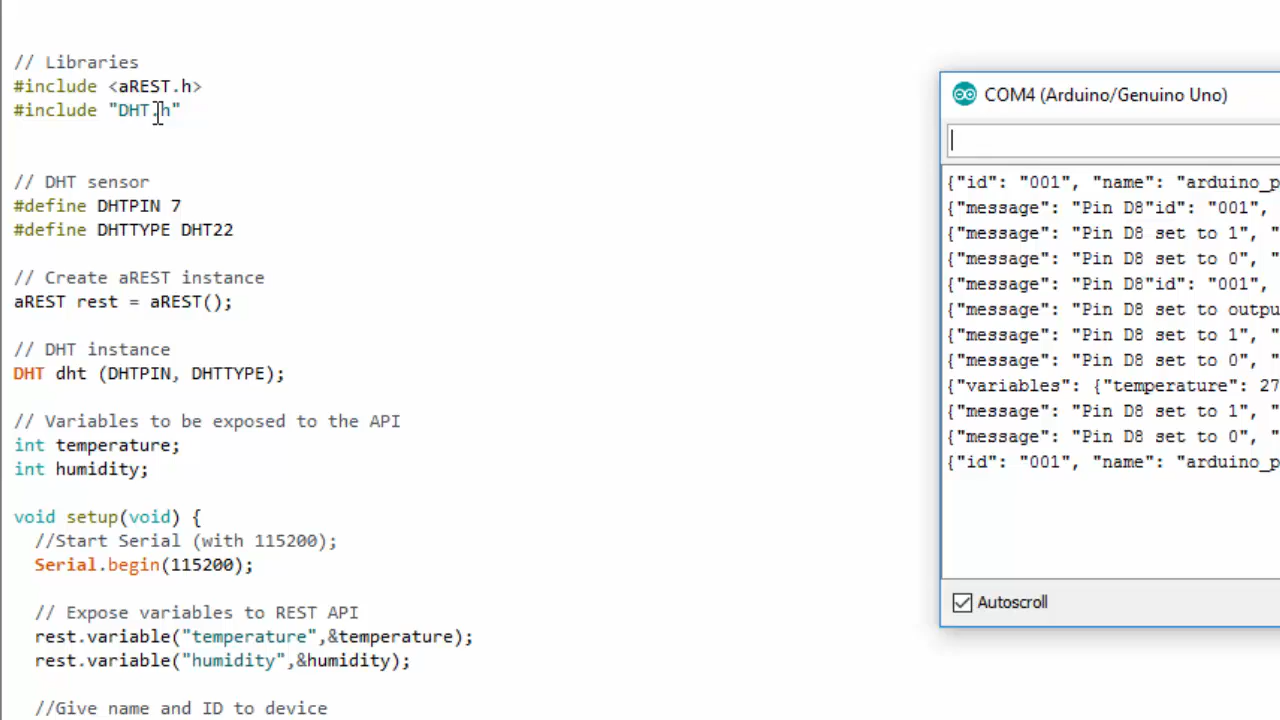 // Libraries
#include <aREST.h>
#include "DHT.h"
// DHT sensor
#define DHTPIN 7
#define DHTTYPE DHT22
// Create aREST instance
aREST rest = aREST();
// DHT instance
DHT dht (DHTPIN, DHTTYPE);
// Variables to be exposed to the API
int temperature;
int humidity;
void setup(void) {
//Start Serial (with 115200);
Serial.begin(115200);
// Expose variables to REST API
rest.variable("temperature",&temperature);
rest.variable("humidity",&humidity);
//Give name and ID to device
COM4 (Arduino/Genuino Uno)
{"id": "001", "name": "arduino_p
{"message": "Pin D8"id": "001",
{"message": "Pin D8 set to 1", "
{"message": "Pin D8 set to 0", "
{"message": "Pin D8"id": "001",
{"message": "Pin D8 set to outpu
{"message": "Pin D8 set to 1", "
{"message": "Pin D8 set to 0", "
{"variables": {"temperature": 27
{"message": "Pin D8 set to 1", "
{"message": "Pin D8 set to 0", "
{"id": "001", "name": "arduino_p
Autoscroll